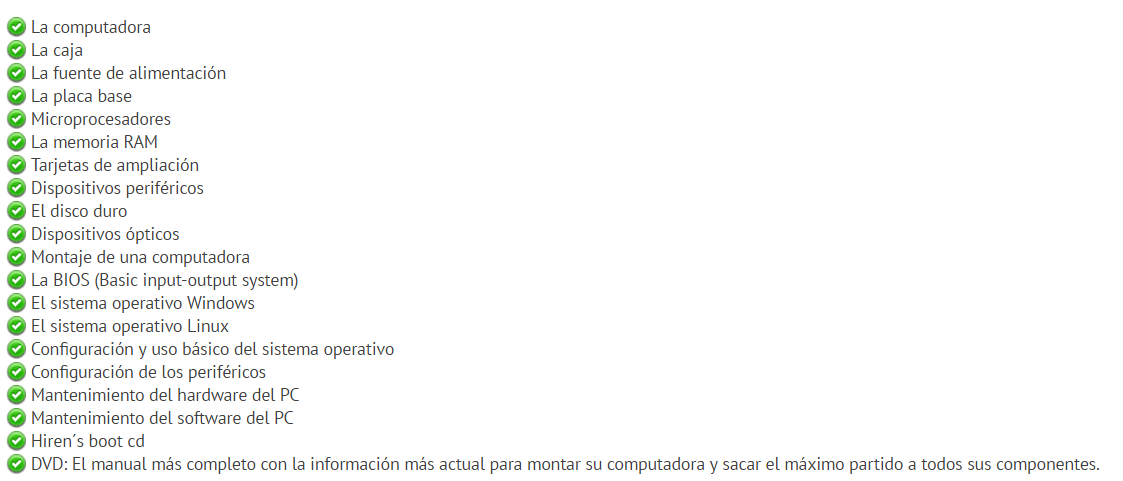 La computadora
La caja
La fuente de alimentación
La placa base
Microprocesadores
La memoria RAM
Tarjetas de ampliación
Dispositivos periféricos
El disco duro
Dispositivos ópticos
Montaje de una computadora
La BIOS (Basic input-output system)
El sistema operativo Windows
El sistema operativo Linux
Configuración y uso básico del sistema operativo
Configuración de los periféricos
Mantenimiento del hardware del PC
Mantenimiento del software del PC
Hiren´s boot cd
DVD: El manual más completo con la información más actual para montar su computadora y sacar el máximo partido a todos sus componentes.